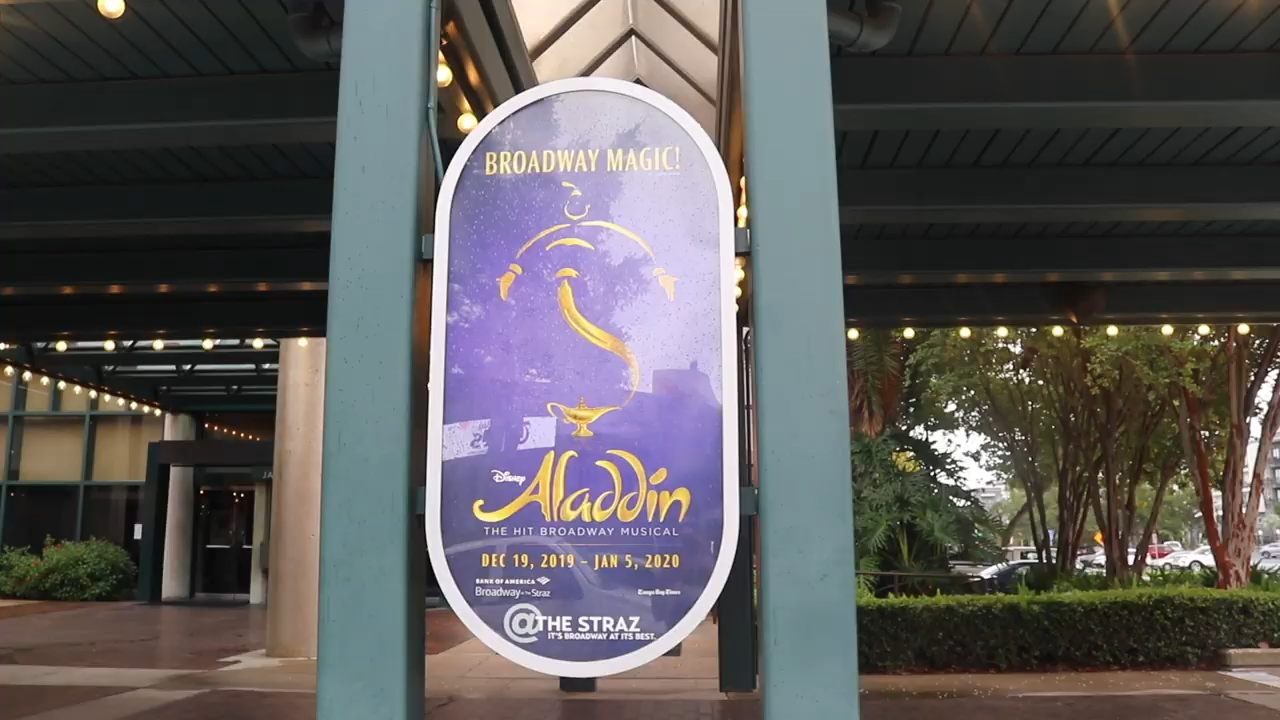 BROADWAY MAGIC!
Disney
Aladdin
THE HIT BROADWAY MUSICAL
DEC 19, 2019 – JAN 5, 2020
BANK OF AMERICA
Broadway AT THE Straz
Tampa Bay Times
@THE STRAZ
IT'S BROADWAY AT ITS BEST.